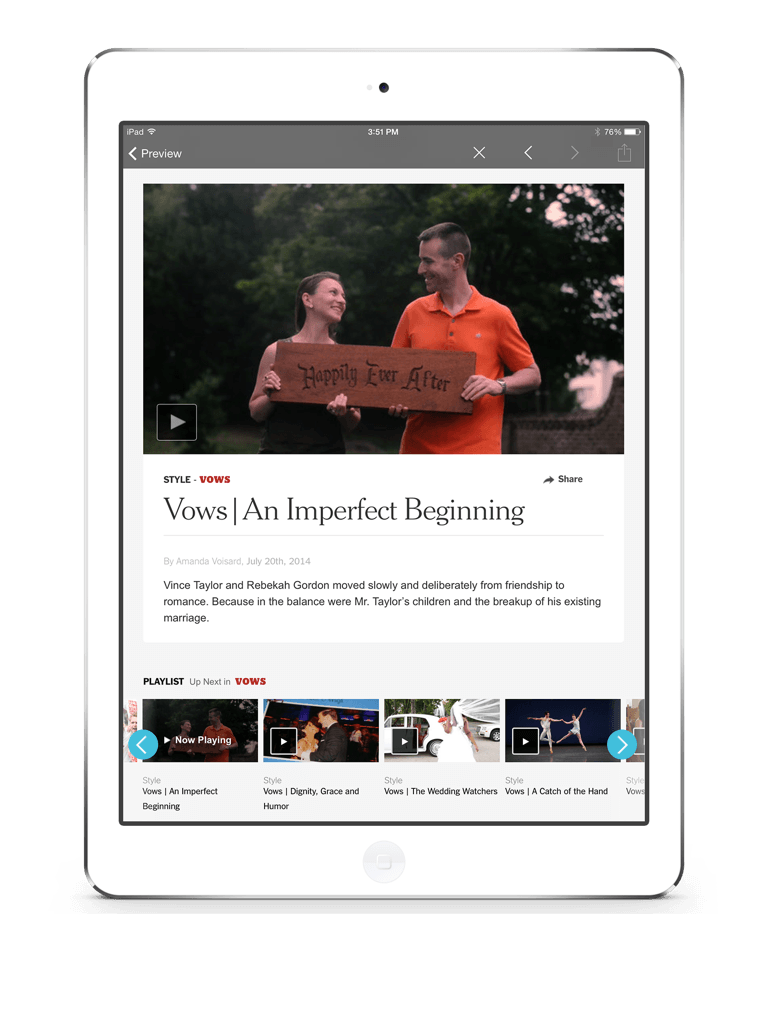 iPad 3:51 PM 76%
Preview
Happily Ever After
STYLE - VOWS Share
Vows | An Imperfect Beginning
By Amanda Voisard, July 20th, 2014
Vince Taylor and Rebekah Gordon moved slowly and deliberately from friendship to
romance. Because in the balance were Mr. Taylor's children and the breakup of his existing
marriage.
PLAYLIST Up Next in VOWS
Now Playing
Style
Vows | An Imperfect
Beginning
Style
Vows | Dignity, Grace and
Humor
Style
Vows | The Wedding Watchers
Style
Vows | A Catch of the Hand
Style
Vows